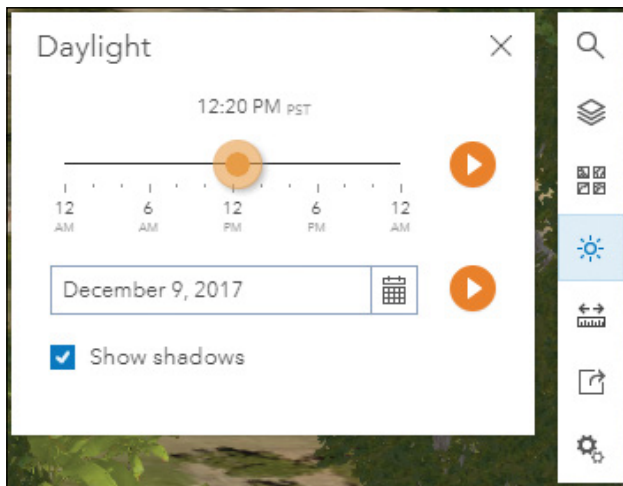 Daylight
12:20 PM PST
12 6 12 6 12
AM AM PM PM AM
December 9, 2017
Show shadows